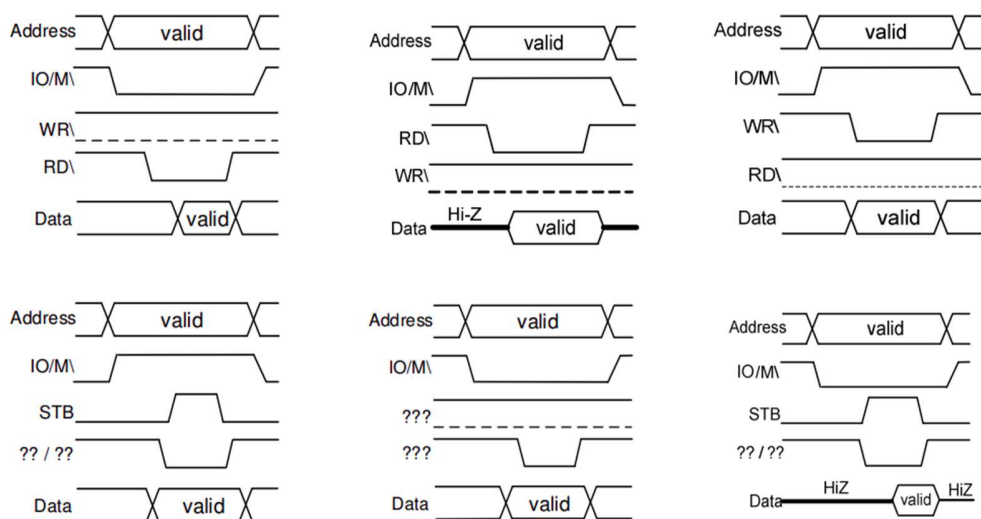 Address valid
IO/M\
WR\
RD\
Data valid
Address valid
IO/M\
RD\
WR\
Hi-Z
Data valid
Address valid
IO/M\
WR\
RD\
Data valid
Address valid
IO/M\
STB
?? / ??
Data valid
Address valid
IO/M\
???
???
Data valid
Address valid
IO/M\
STB
?? / ??
Data HiZ valid HiZ